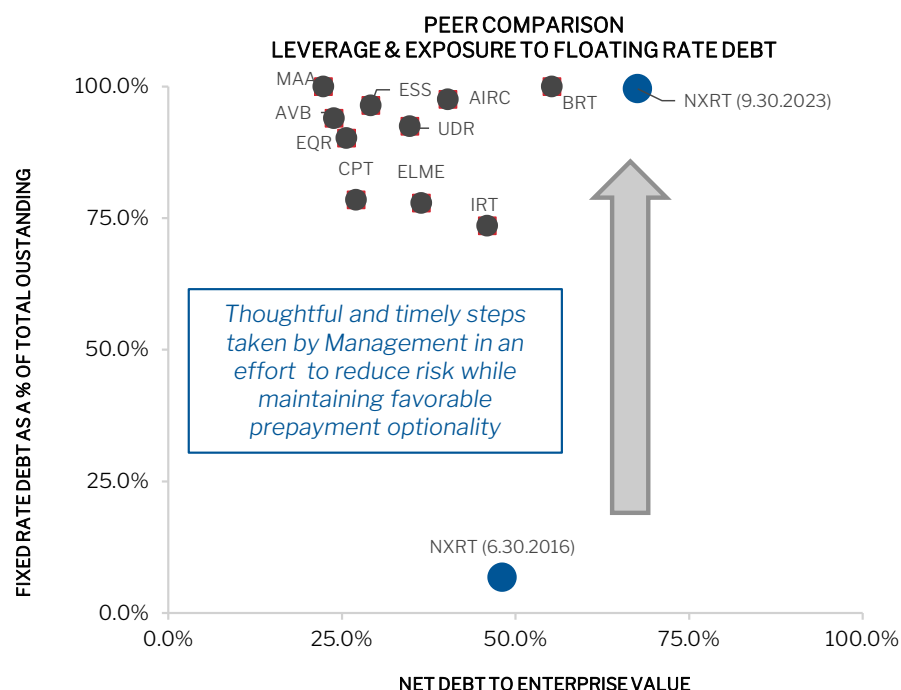 PEER COMPARISON
LEVERAGE & EXPOSURE TO FLOATING RATE DEBT
FIXED RATE DEBT AS A % OF TOTAL OUSTANDING
100.0%
75.0%
50.0%
25.0%
0.0%
MAA
ESS
AIRC
BRT
NXRT (9.30.2023)
AVB
UDR
EQR
CPT
ELME
IRT
Thoughtful and timely steps
taken by Management in an
effort to reduce risk while
maintaining favorable
prepayment optionality
NXRT (6.30.2016)
0.0%
25.0%
50.0%
75.0%
100.0%
NET DEBT TO ENTERPRISE VALUE